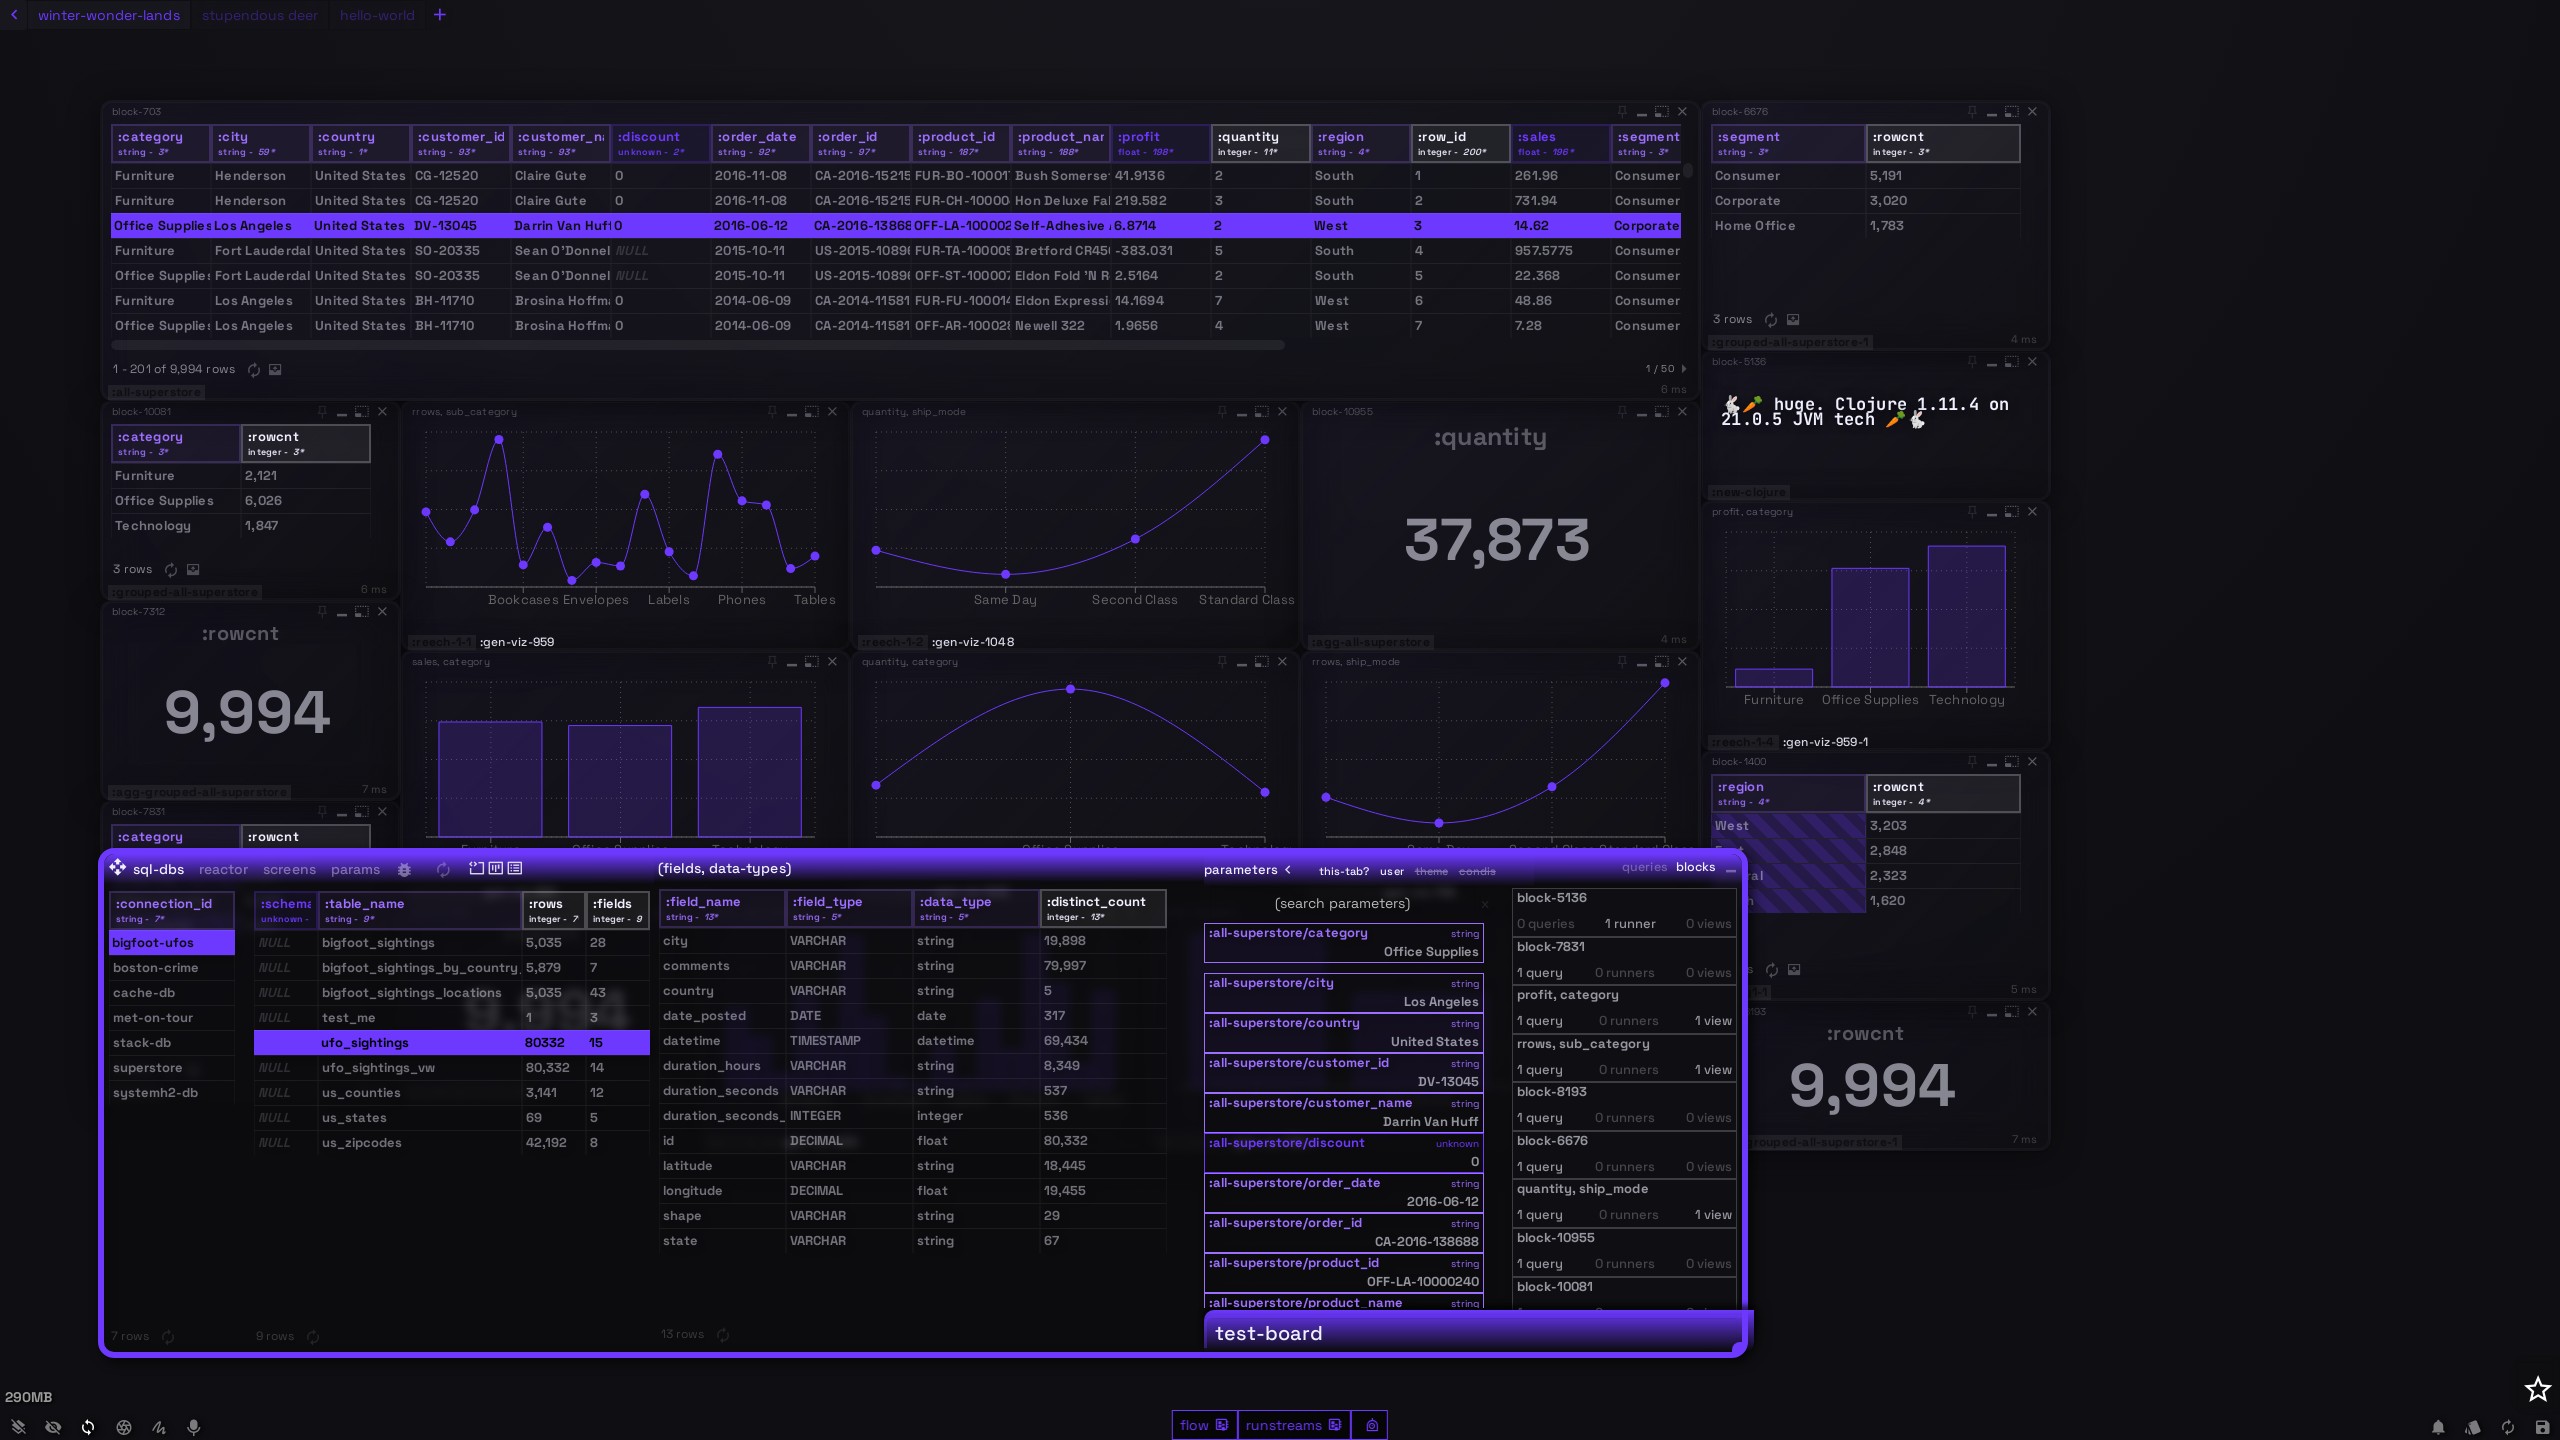 winter-wonder-lands stupendous deer hello-world +
block-703
:category :city :country :customer_id :customer_na :discount :order_date :order_id :product_id :product_nar :profit :quantity :region :row_id :sales :segment
string - 3* string - 59* string - 1* string - 93* string - 93* unknown - 2* string - 92* string - 97* string - 187* string - 188* float - 198* integer - 11* string - 4* integer - 200* float - 196* string - 3*
Furniture Henderson United States CG-12520 Claire Gute 0 2016-11-08 CA-2016-15215 FUR-BO-10001 Bush Somerse 41.9136 2 South 1 261.96 Consumer
Furniture Henderson United States CG-12520 Claire Gute 0 2016-11-08 CA-2016-15215 FUR-CH-1000 Hon Deluxe Fa 219.582 3 South 2 731.94 Consumer
Office Supplies Los Angeles United States DV-13045 Darrin Van Huf 0 2016-06-12 CA-2016-13868 OFF-LA-100002 Self-Adhesive 6.8714 2 West 3 14.62 Corporate
Furniture Fort Lauderdal United States SO-20335 Sean O'Donnel NULL 2015-10-11 US-2015-1089 FUR-TA-10000 Bretford CR45 -383.031 5 South 4 957.5775 Consumer
Office Supplies Fort Lauderdal United States SO-20335 Sean O'Donnel NULL 2015-10-11 US-2015-1089 OFF-ST-10000 Eldon Fold 'N R 2.5164 2 South 5 22.368 Consumer
Furniture Los Angeles United States BH-11710 Brosina Hoffm 0 2014-06-09 CA-2014-11581 FUR-FU-10001 Eldon Expressi 14.1694 7 West 6 48.86 Consumer
Office Supplies Los Angeles United States BH-11710 Brosina Hoffm 0 2014-06-09 CA-2014-11581 OFF-AR-10002 Newell 322 1.9656 4 West 7 7.28 Consumer
1 - 201 of 9,994 rows 1 / 50
6 ms
:all-superstore
block-6676
:segment :rowcnt
string - 3* integer - 3*
Consumer 5,191
Corporate 3,020
Home Office 1,783
3 rows
:grouped-all-superstore-1 4 ms
block-5136
🐇🥕 huge. Clojure 1.11.4 on
21.0.5 JVM tech 🥕🐇
:new-clojure
block-10081
:category :rowcnt
string - 3* integer - 3*
Furniture 2,121
Office Supplies 6,026
Technology 1,847
3 rows
:grouped-all-superstore 6 ms
rrows, sub_category
Bookcases Envelopes Labels Phones Tables
:reech-1-1 :gen-viz-959
quantity, ship_mode
Same Day Second Class Standard Class
:reech-1-2 :gen-viz-1048
block-10955
:quantity
37,873
:agg-all-superstore 4 ms
profit, category
Furniture Office Supplies Technology
:reech-1-4 :gen-viz-959-1
block-7312
:rowcnt
9,994
:agg-grouped-all-superstore 7 ms
sales, category
quantity, category
rrows, ship_mode
block-1400
:region :rowcnt
string - 4* integer - 4*
West 3,203
2,848
2,323
1,620
5 ms
block-7831
:category :rowcnt
:rowcnt
9,994
7 ms
sql-dbs reactor screens params
:connection_id
string - 7*
bigfoot-ufos
boston-crime
cache-db
met-on-tour
stack-db
superstore
systemh2-db
7 rows
:schema :table_name :rows :fields
unknown - string - 9* integer - 7 integer - 9
NULL bigfoot_sightings 5,035 28
NULL bigfoot_sightings_by_country 5,879 7
NULL bigfoot_sightings_locations 5,035 43
NULL test_me 1 3
ufo_sightings 80332 15
NULL ufo_sightings_vw 80,332 14
NULL us_counties 3,141 12
NULL us_states 69 5
NULL us_zipcodes 42,192 8
9 rows
(fields, data-types)
:field_name :field_type :data_type :distinct_count
string - 13* string - 5* string - 5* integer - 13*
city VARCHAR string 19,898
comments VARCHAR string 79,997
country VARCHAR string 5
date_posted DATE date 317
datetime TIMESTAMP datetime 69,434
duration_hours VARCHAR string 8,349
duration_seconds VARCHAR string 537
duration_seconds_ INTEGER integer 536
id DECIMAL float 80,332
latitude VARCHAR string 18,445
longitude DECIMAL float 19,455
shape VARCHAR string 29
state VARCHAR string 67
13 rows
parameters this-tab? user theme condis
(search parameters) x
:all-superstore/category string
Office Supplies
:all-superstore/city string
Los Angeles
:all-superstore/country string
United States
:all-superstore/customer_id string
DV-13045
:all-superstore/customer_name string
Darrin Van Huff
:all-superstore/discount unknown
0
:all-superstore/order_date string
2016-06-12
:all-superstore/order_id string
CA-2016-138688
:all-superstore/product_id string
OFF-LA-10000240
:all-superstore/product_name string
queries blocks
block-5136
0 queries 1 runner 0 views
block-7831
1 query 0 runners 0 views
profit, category
1 query 0 runners 1 view
rrows, sub_category
1 query 0 runners 1 view
block-8193
1 query 0 runners 0 views
block-6676
1 query 0 runners 0 views
quantity, ship_mode
1 query 0 runners 1 view
block-10955
1 query 0 runners 0 views
block-10081
test-board
290MB
flow runstreams